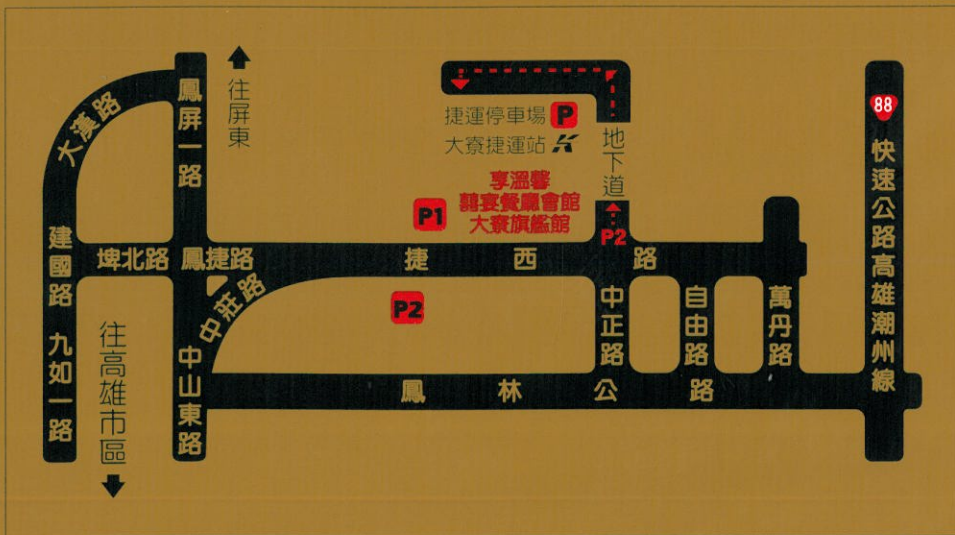 大漢路
鳳屏一路
往屏東
捷運停車場 P
大寮捷運站
地下道
88
快速公路高雄潮州線
享溫馨
囍宴餐廳會館
大寮旗艦館
P1
P2
建國路
埤北路
鳳捷路
捷西路
中莊路
P2
中正路
自由路
萬丹路
往高雄市區
九如一路
中山東路
鳳林公路